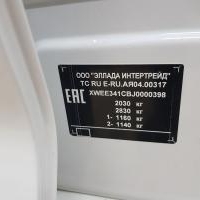 ООО "ЭЛЛАДА ИНТЕРТРЕЙД"
ТС RU E-RU.АЯ04.00317
XWEE341CBJ0000398
EAC
2030 кг
2830 кг
1- 1160 кг
2- 1140 кг